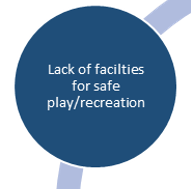 Lack of facilties
for safe
play/recreation